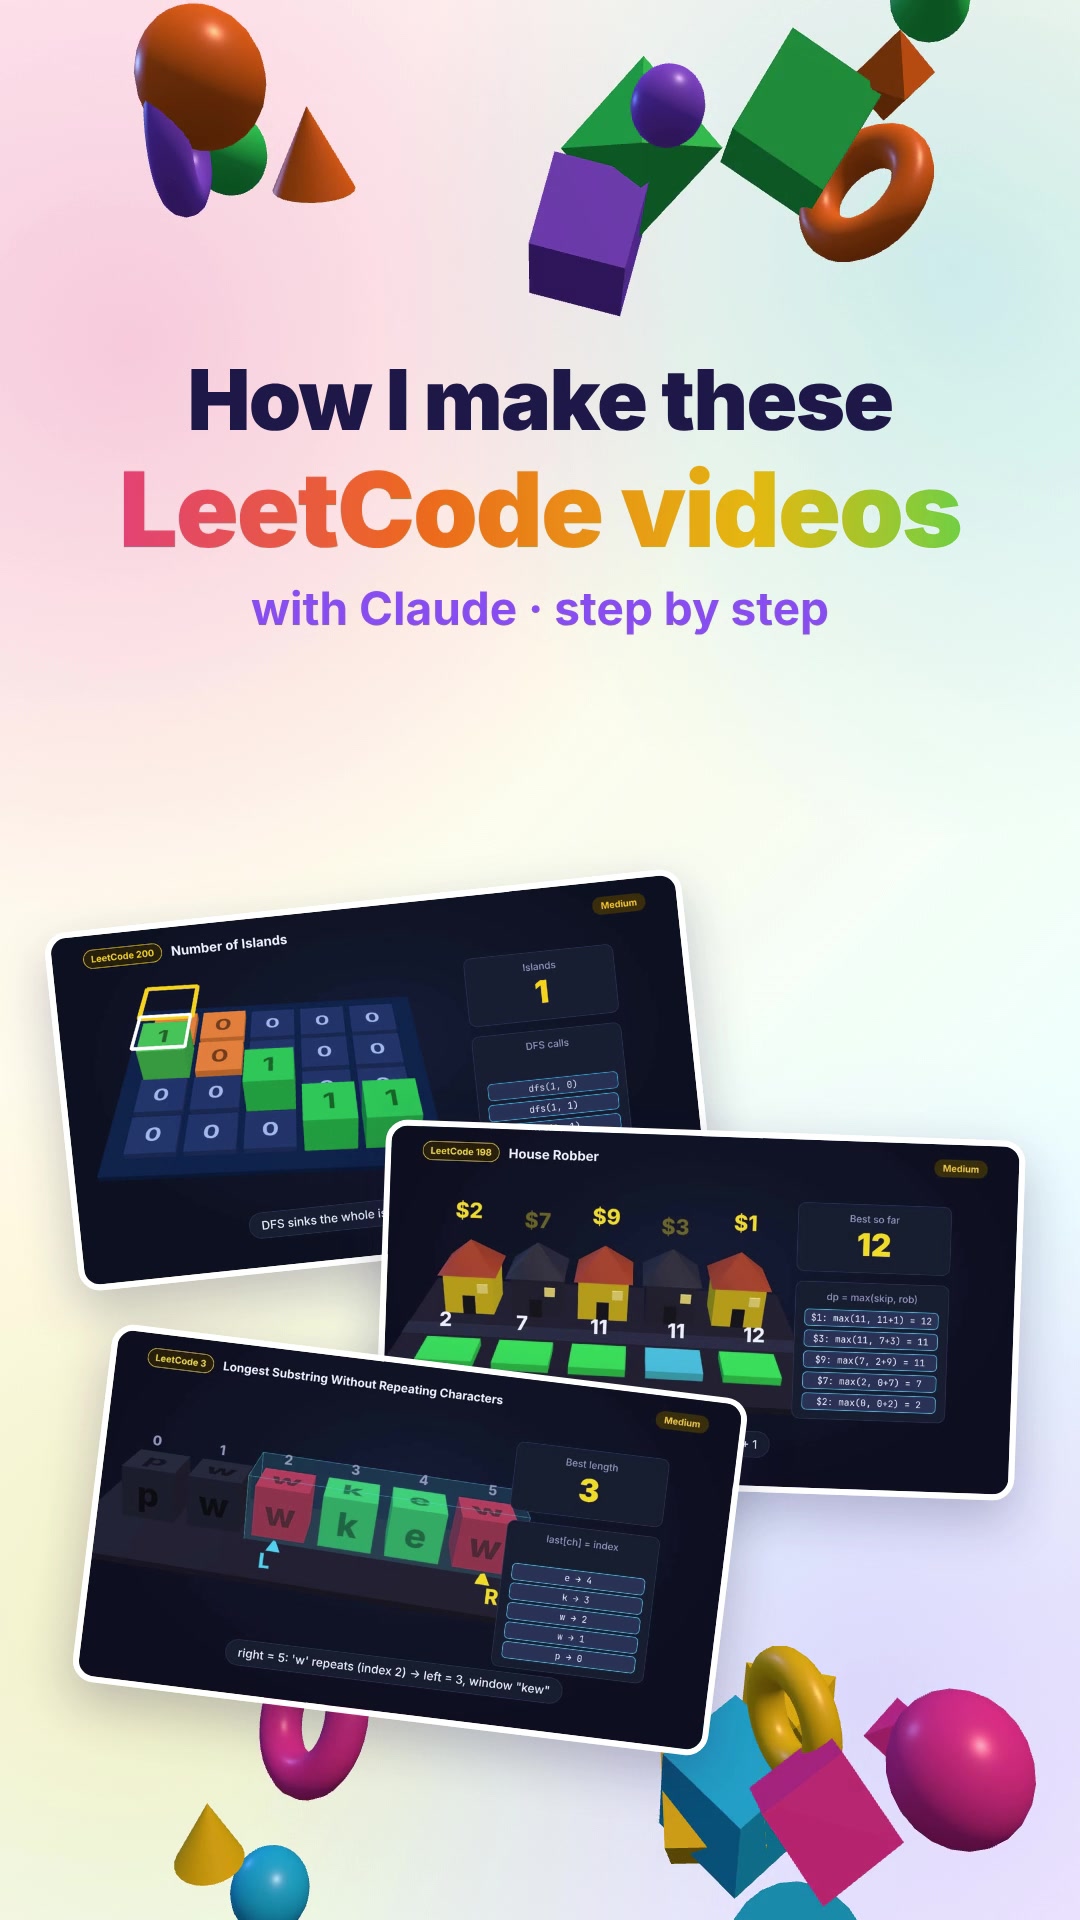 How I make these
LeetCode videos
with Claude · step by step
LeetCode 200
Number of Islands
Medium
Islands
1
DFS calls
dfs(1, 0)
dfs(1, 1)
1 0 0 0 0
0 1 0 0
0 0 1 1
0 0 0
DFS sinks the whole
LeetCode 198
House Robber
Medium
$2 $7 $9 $3 $1
2 7 11 11 12
Best so far
12
dp = max(skip, rob)
$1: max(11, 11+1) = 12
$3: max(11, 7+3) = 11
$9: max(7, 2+9) = 11
$7: max(2, 0+7) = 7
$2: max(0, 0+2) = 2
+ 1
LeetCode 3
Longest Substring Without Repeating Characters
Medium
0 1 2 3 4 5
p w w k e w
p w w k e w
L
R
Best length
3
last[ch] = index
e → 4
k → 3
w → 2
w → 1
p → 0
right = 5: 'w' repeats (index 2) → left = 3, window "kew"